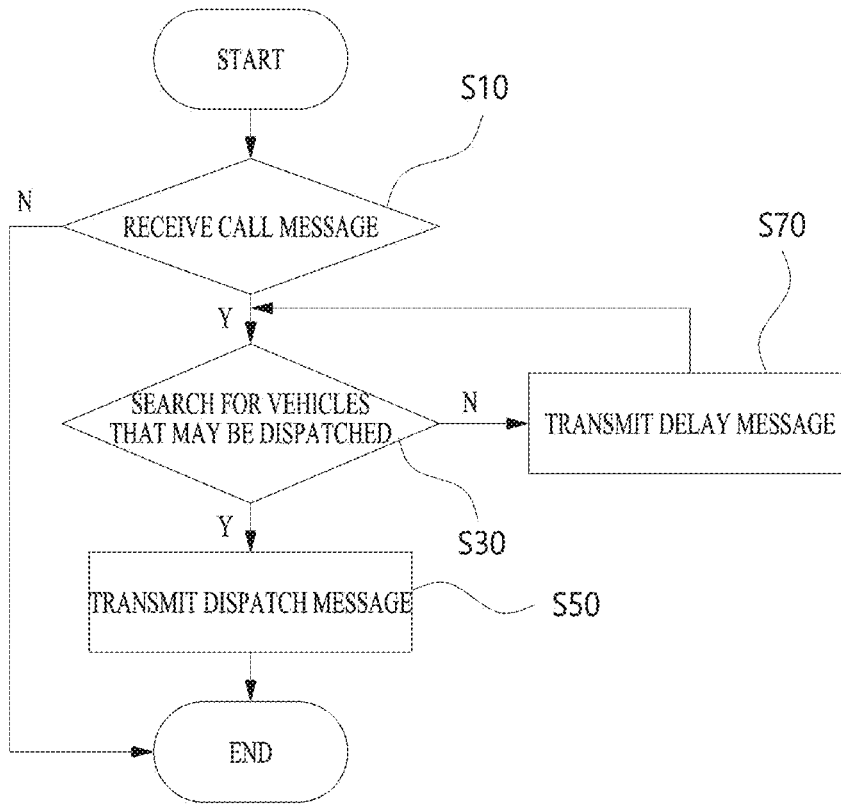 START
S10
N
RECEIVE CALL MESSAGE
S70
Y
SEARCH FOR VEHICLES
THAT MAY BE DISPATCHED
N
TRANSMIT DELAY MESSAGE
Y
S30
TRANSMIT DISPATCH MESSAGE
S50
END